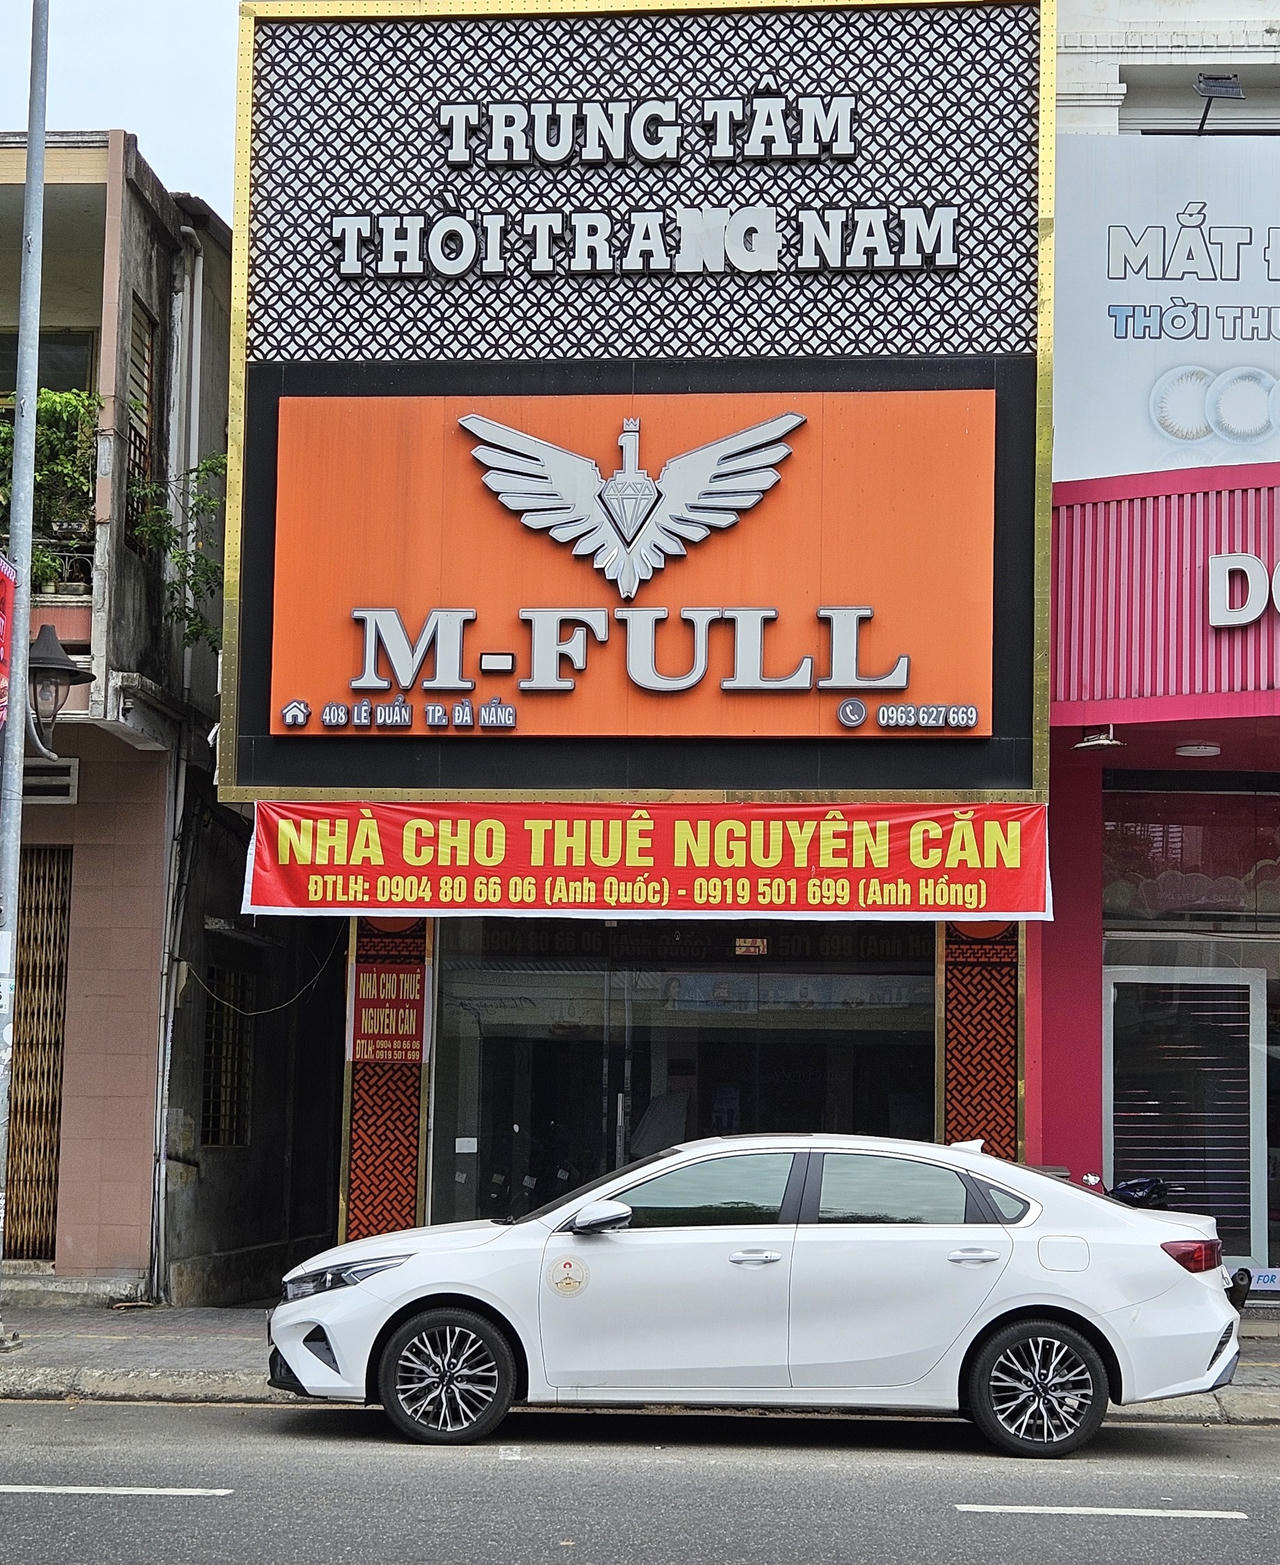 TRUNG TÂM
THỜI TRANG NAM
MẮT
THỜI
M-FULL
408 LÊ DUẨN TP. ĐÀ NẴNG
0963 627 669
NHÀ CHO THUÊ NGUYÊN CĂN
ĐTLH: 0904 80 66 06 (Anh Quốc) - 0919 501 699 (Anh Hồng)
NHÀ CHO THUÊ
NGUYÊN CĂN
ĐTLH: 0904 80 66 06
0919 501 699
FOR